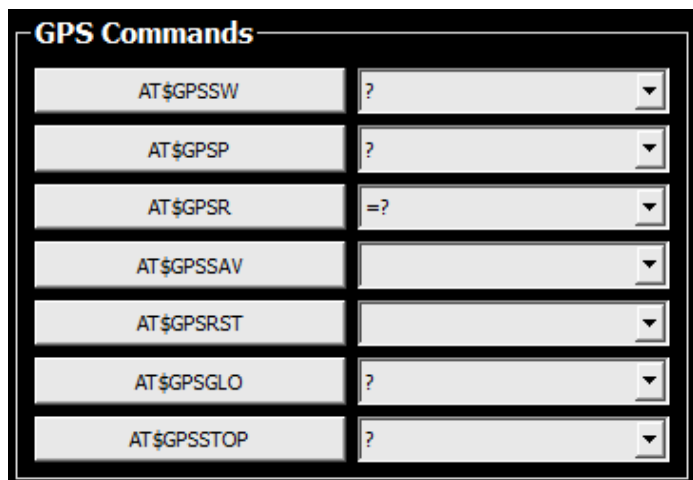 GPS Commands
AT$GPSSW ?
AT$GPSP ?
AT$GPSR =?
AT$GPSSAV
AT$GPSRST
AT$GPSGLO ?
AT$GPSSTOP ?